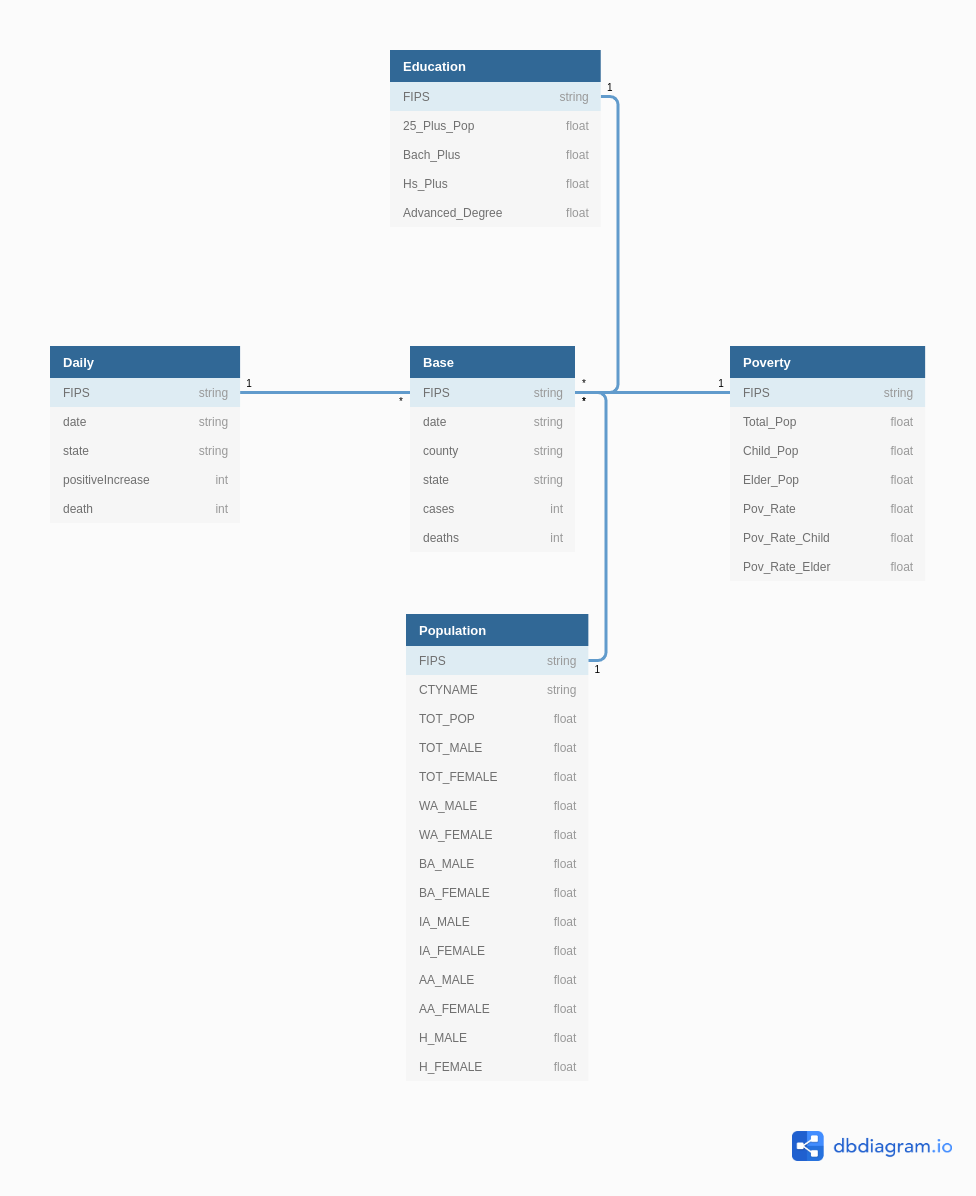 Education
FIPS string
25_Plus_Pop float
Bach_Plus float
Hs_Plus float
Advanced_Degree float
1
Daily
FIPS string
date string
state string
positiveIncrease int
death int
1
*
Base
FIPS string
date string
county string
state string
cases int
deaths int
*
*
1
Poverty
FIPS string
Total_Pop float
Child_Pop float
Elder_Pop float
Pov_Rate float
Pov_Rate_Child float
Pov_Rate_Elder float
Population
FIPS string
CTYNAME string
TOT_POP float
TOT_MALE float
TOT_FEMALE float
WA_MALE float
WA_FEMALE float
BA_MALE float
BA_FEMALE float
IA_MALE float
IA_FEMALE float
AA_MALE float
AA_FEMALE float
H_MALE float
H_FEMALE float
1
dbdiagram.io